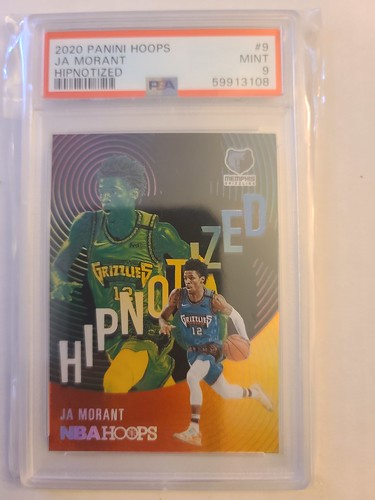 2020 PANINI HOOPS #9
JA MORANT MINT
HIPNOTIZED 9
PSA 59913108
MEMPHIS
GRIZZLIES
HIPNOTIZED
GRIZZLIES
12
GRIZZLIES
12
JA MORANT
NBA HOOPS